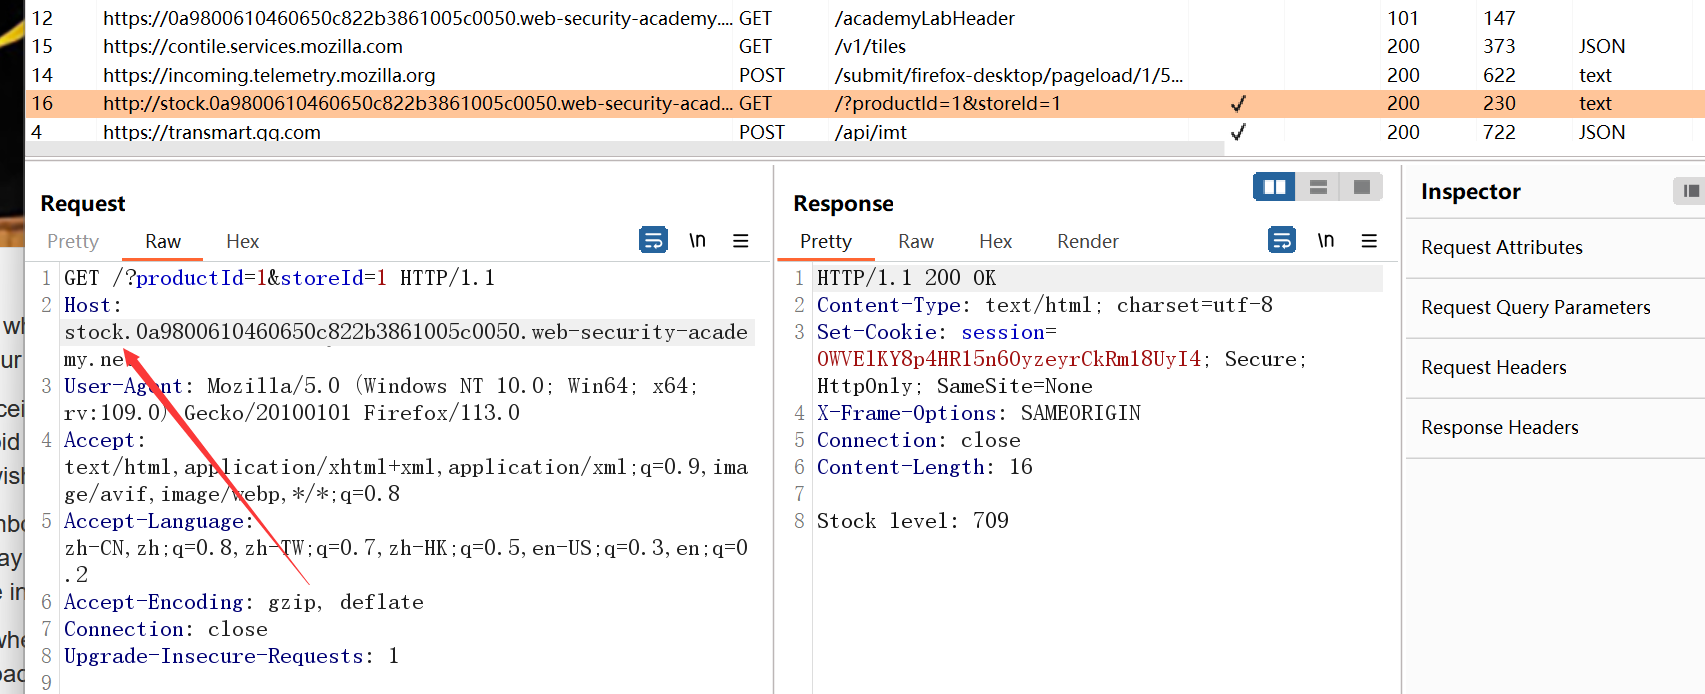 12 https://0a9800610460650c822b3861005c0050.web-security-academy.... GET /academyLabHeader 101 147
15 https://contile.services.mozilla.com GET /v1/tiles 200 373 JSON
14 https://incoming.telemetry.mozilla.org POST /submit/firefox-desktop/pageload/1/5... 200 622 text
16 http://stock.0a9800610460650c822b3861005c0050.web-security-acad... GET /?productId=1&storeId=1 ✓ 200 230 text
4 https://transmart.qq.com POST /api/imt ✓ 200 722 JSON
Request
Pretty Raw Hex
\n
1 GET /?productId=1&storeId=1 HTTP/1.1
2 Host:
stock.0a9800610460650c822b3861005c0050.web-security-acade
my.ne
3 User-Agent: Mozilla/5.0 (Windows NT 10.0; Win64; x64;
rv:109.0) Gecko/20100101 Firefox/113.0
4 Accept:
text/html,application/xhtml+xml,application/xml;q=0.9,ima
ge/avif,image/webp,*/*;q=0.8
5 Accept-Language:
zh-CN,zh;q=0.8,zh-TW;q=0.7,zh-HK;q=0.5,en-US;q=0.3,en;q=0
.2
6 Accept-Encoding: gzip, deflate
7 Connection: close
8 Upgrade-Insecure-Requests: 1
9
Response
Pretty Raw Hex Render
\n
1 HTTP/1.1 200 OK
2 Content-Type: text/html; charset=utf-8
3 Set-Cookie: session=
OWVElKY8p4HRl5n60yzeyrCkRml8UyI4; Secure;
HttpOnly; SameSite=None
4 X-Frame-Options: SAMEORIGIN
5 Connection: close
6 Content-Length: 16
7
8 Stock level: 709
Inspector
Request Attributes
Request Query Parameters
Request Headers
Response Headers